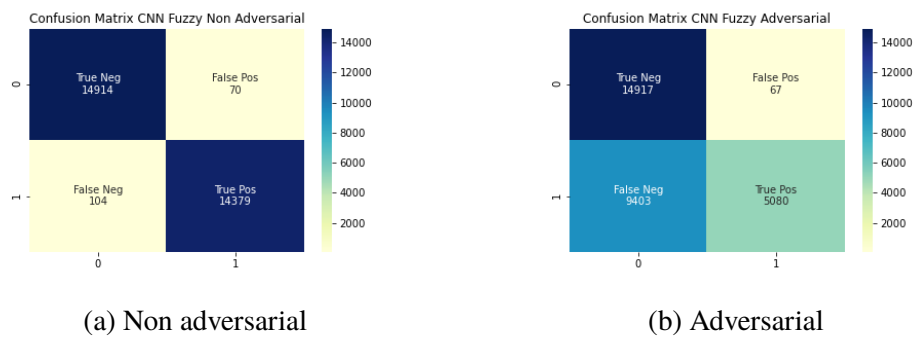 Confusion Matrix CNN Fuzzy Non Adversarial
0
1
True Neg
14914
False Pos
70
False Neg
104
True Pos
14379
0
1
14000
12000
10000
8000
6000
4000
2000
(a) Non adversarial
Confusion Matrix CNN Fuzzy Adversarial
0
1
True Neg
14917
False Pos
67
False Neg
9403
True Pos
5080
0
1
14000
12000
10000
8000
6000
4000
2000
(b) Adversarial